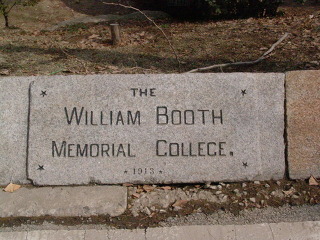 THE
WILLIAM BOOTH
MEMORIAL COLLEGE.
1913